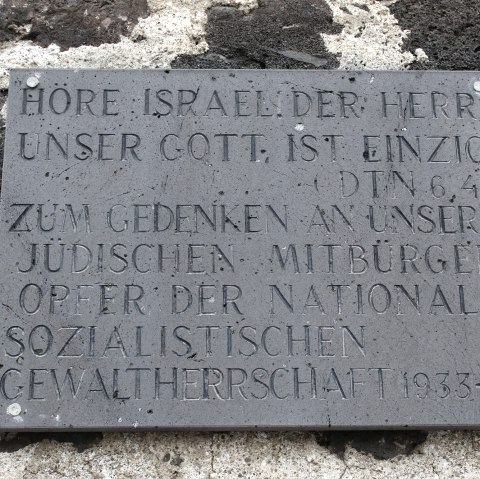 HÖRE ISRAEL: DER HERR
UNSER GOTT IST EINZIG
(DTN 6.4
ZUM GEDENKEN AN UNSER
JÜDISCHEN MITBÜRGER
OPFER DER NATIONAL
SOZIALISTISCHEN
GEWALTHERRSCHAFT 1933-